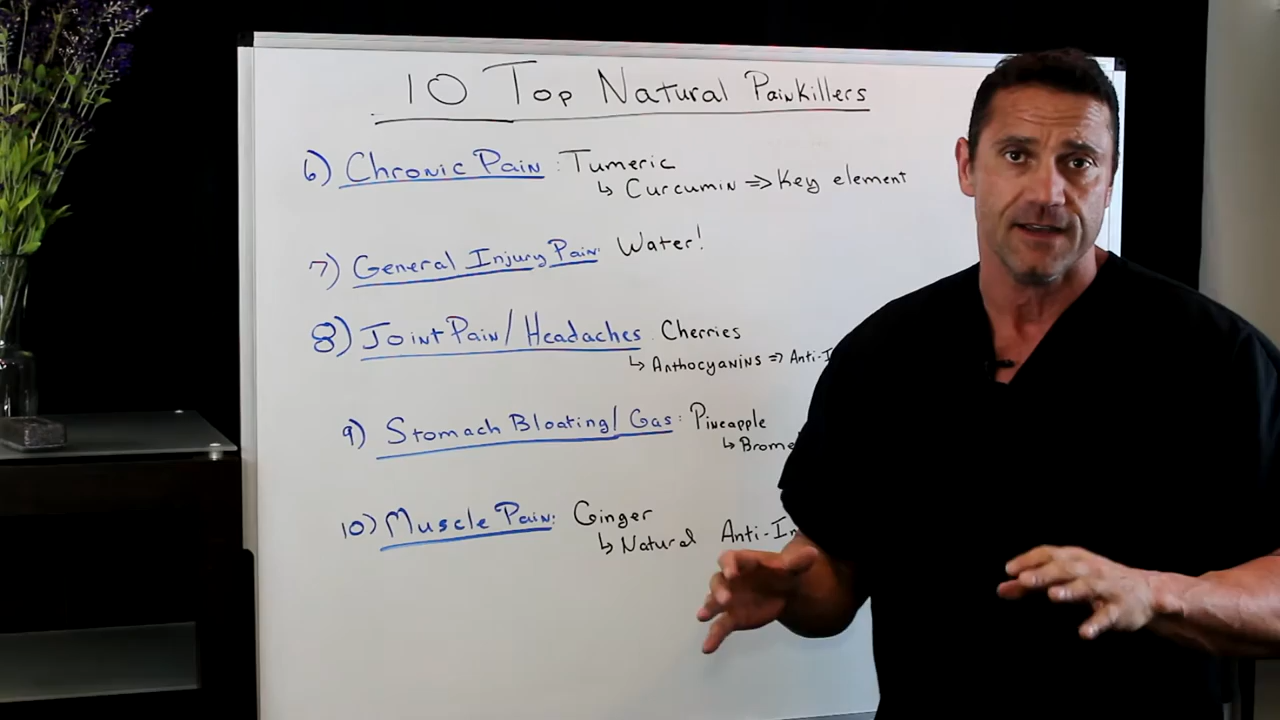 10 Top Natural Painkillers
6) Chronic Pain: Tumeric
↳ Curcumin => Key element
7) General Injury Pain: Water!
8) Joint Pain/Headaches Cherries
↳ Anthocyanins => Anti-I
9) Stomach Bloating/Gas: Pineapple
↳ Brome
10) Muscle Pain: Ginger
↳ Natural Anti-In